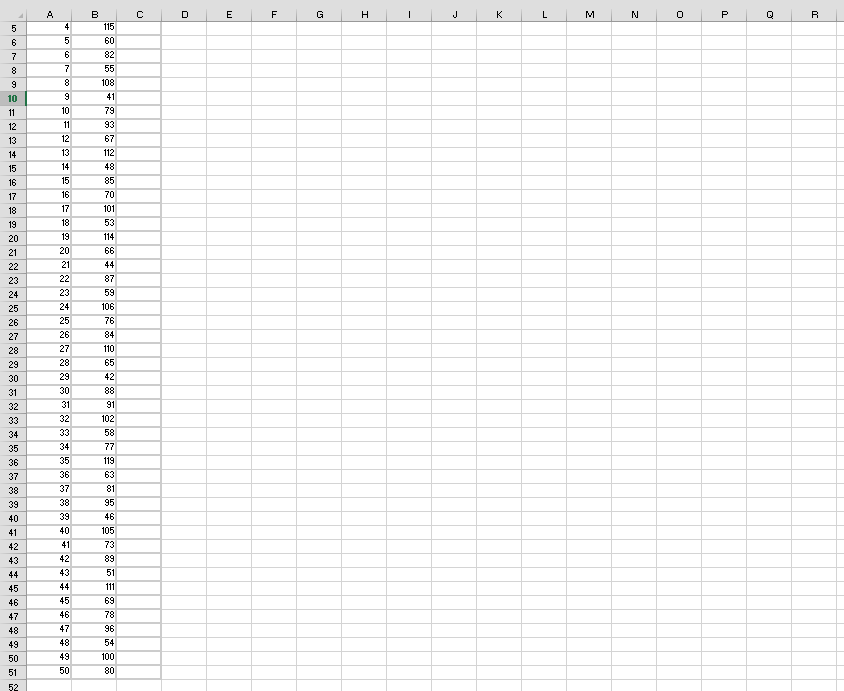 A B C D E F G H I J K L M N O P Q R
5 4 115
6 5 60
7 6 82
8 7 55
9 8 108
10 9 41
11 10 79
12 11 93
13 12 67
14 13 112
15 14 48
16 15 85
17 16 70
18 17 101
19 18 53
20 19 114
21 20 66
22 21 44
23 22 87
24 23 59
25 24 106
26 25 76
27 26 84
28 27 110
29 28 65
30 29 42
31 30 88
32 31 91
33 32 102
34 33 58
35 34 77
36 35 119
37 36 63
38 37 81
39 38 95
40 39 46
41 40 105
42 41 73
43 42 89
44 43 51
45 44 111
46 45 69
47 46 78
48 47 96
49 48 54
50 49 100
51 50 80
52